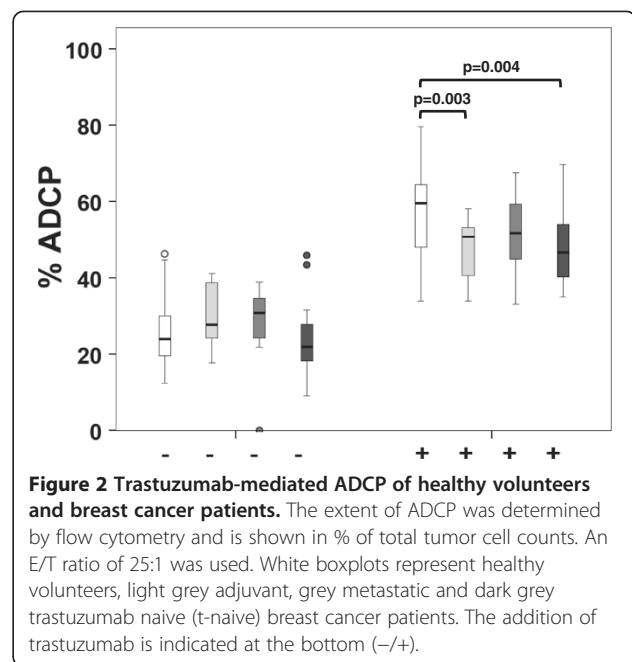 100
80
60
40
20
0
% ADCP
p=0.004
p=0.003
- - - - + + + +
Figure 2 Trastuzumab-mediated ADCP of healthy volunteers
and breast cancer patients. The extent of ADCP was determined
by flow cytometry and is shown in % of total tumor cell counts. An
E/T ratio of 25:1 was used. White boxplots represent healthy
volunteers, light grey adjuvant, grey metastatic and dark grey
trastuzumab naive (t-naive) breast cancer patients. The addition of
trastuzumab is indicated at the bottom (−/+).